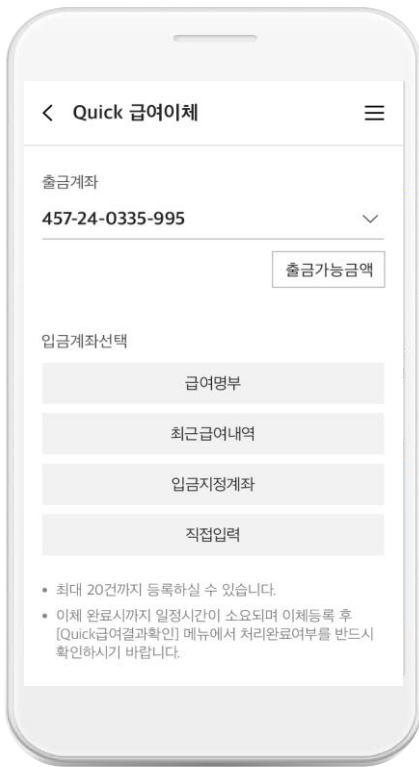 Quick 급여이체
출금계좌
457-24-0335-995
출금가능금액
입금계좌선택
급여명부
최근급여내역
입금지정계좌
직접입력
• 최대 20건까지 등록하실 수 있습니다.
• 이체 완료시까지 일정시간이 소요되며 이체등록 후
[Quick급여결과확인] 메뉴에서 처리완료여부를 반드시
확인하시기 바랍니다.